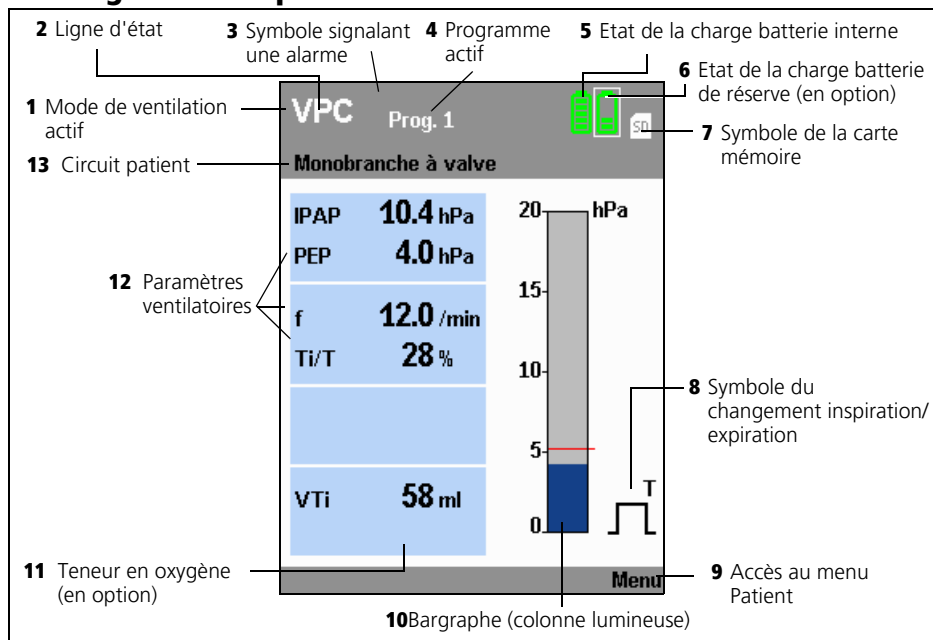 2 Ligne d'état
3 Symbole signalant
une alarme
4 Programme
actif
5 Etat de la charge batterie interne
6 Etat de la charge batterie
de réserve (en option)
1 Mode de ventilation
actif
VPC
Prog. 1
SD
7 Symbole de la carte
mémoire
13 Circuit patient
Monobranche à valve
IPAP 10.4 hPa
PEP 4.0 hPa
12 Paramètres
ventilatoires
f 12.0 /min
Ti/T 28 %
VTi 58 ml
20 hPa
15
10
5
0
T
8 Symbole du
changement inspiration/
expiration
11 Teneur en oxygène
(en option)
Menu
9 Accès au menu
Patient
10Bargraphe (colonne lumineuse)